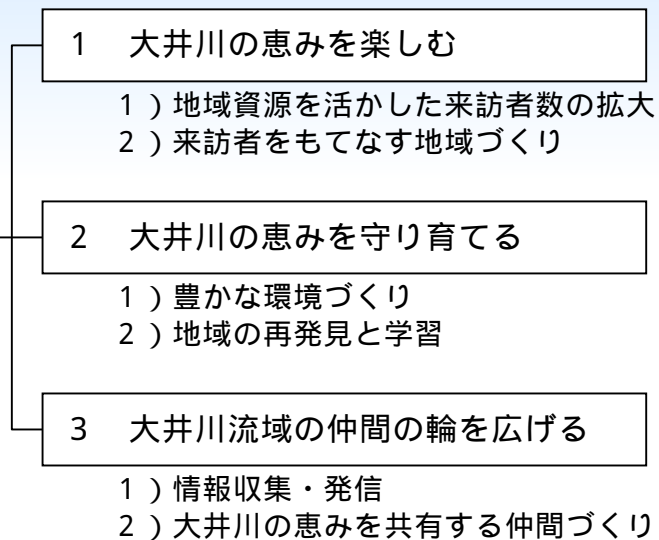 1 大井川の恵みを楽しむ
1）地域資源を活かした来訪者数の拡大
2）来訪者をもてなす地域づくり
2 大井川の恵みを守り育てる
1）豊かな環境づくり
2）地域の再発見と学習
3 大井川流域の仲間の輪を広げる
1）情報収集・発信
2）大井川の恵みを共有する仲間づくり